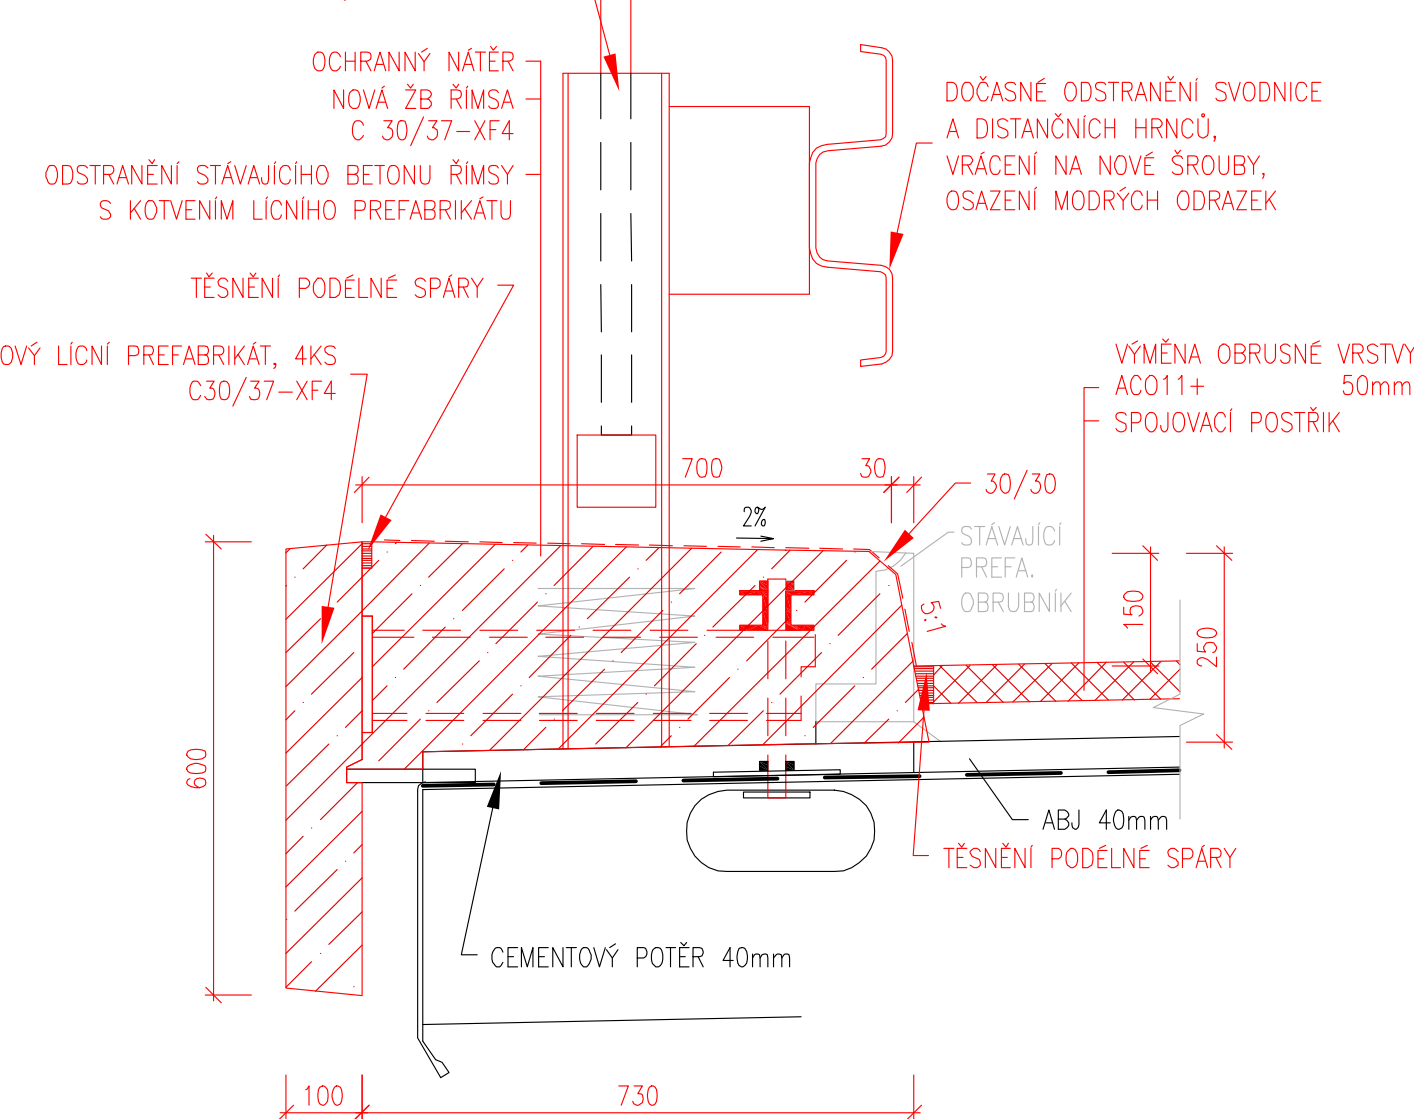 OCHRANNÝ NÁTĚR
NOVÁ ŽB ŘÍMSA
C 30/37-XF4
ODSTRANĚNÍ STÁVAJÍCÍHO BETONU ŘÍMSY
S KOTVENÍM LÍCNÍHO PREFABRIKÁTU
TĚSNĚNÍ PODÉLNÉ SPÁRY
OVÝ LÍCNÍ PREFABRIKÁT, 4KS
C30/37-XF4
DOČASNÉ ODSTRANĚNÍ SVODNICE
A DISTANČNÍCH HRNCŮ,
VRÁCENÍ NA NOVÉ ŠROUBY,
OSAZENÍ MODRÝCH ODRAZEK
VÝMĚNA OBRUSNÉ VRSTVY
ACO11+ 50mm
SPOJOVACÍ POSTŘIK
700
30
30/30
2%
STÁVAJÍCÍ
PREFA.
OBRUBNÍK
5:1
150
250
600
ABJ 40mm
TĚSNĚNÍ PODÉLNÉ SPÁRY
CEMENTOVÝ POTĚR 40mm
100
730